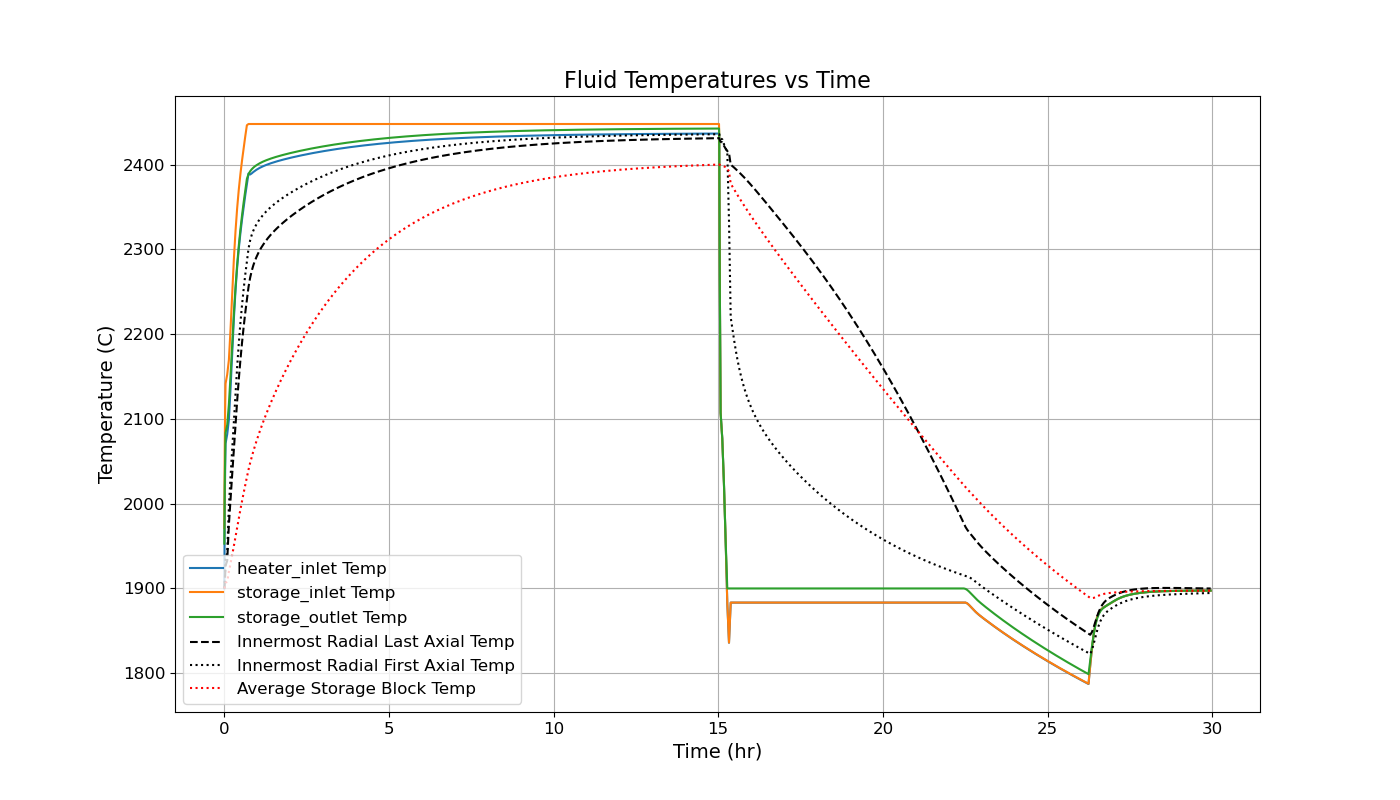 Fluid Temperatures vs Time
Temperature (C)
2400
2300
2200
2100
2000
1900
1800
heater_inlet Temp
storage_inlet Temp
storage_outlet Temp
Innermost Radial Last Axial Temp
Innermost Radial First Axial Temp
Average Storage Block Temp
0 5 10 15 20 25 30
Time (hr)